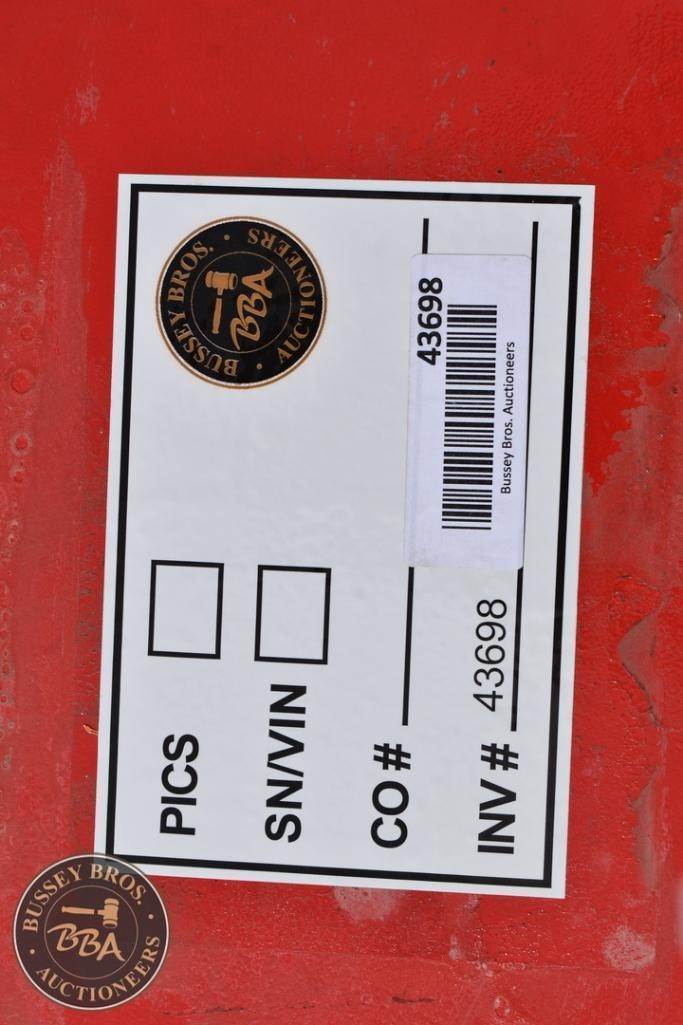 BUSSEY BROS. · AUCTIONEERS ·
BBA
PICS
SN/VIN
CO #
43698
Bussey Bros. Auctioneers
INV # 43698
BUSSEY BROS. · AUCTIONEERS ·
BBA